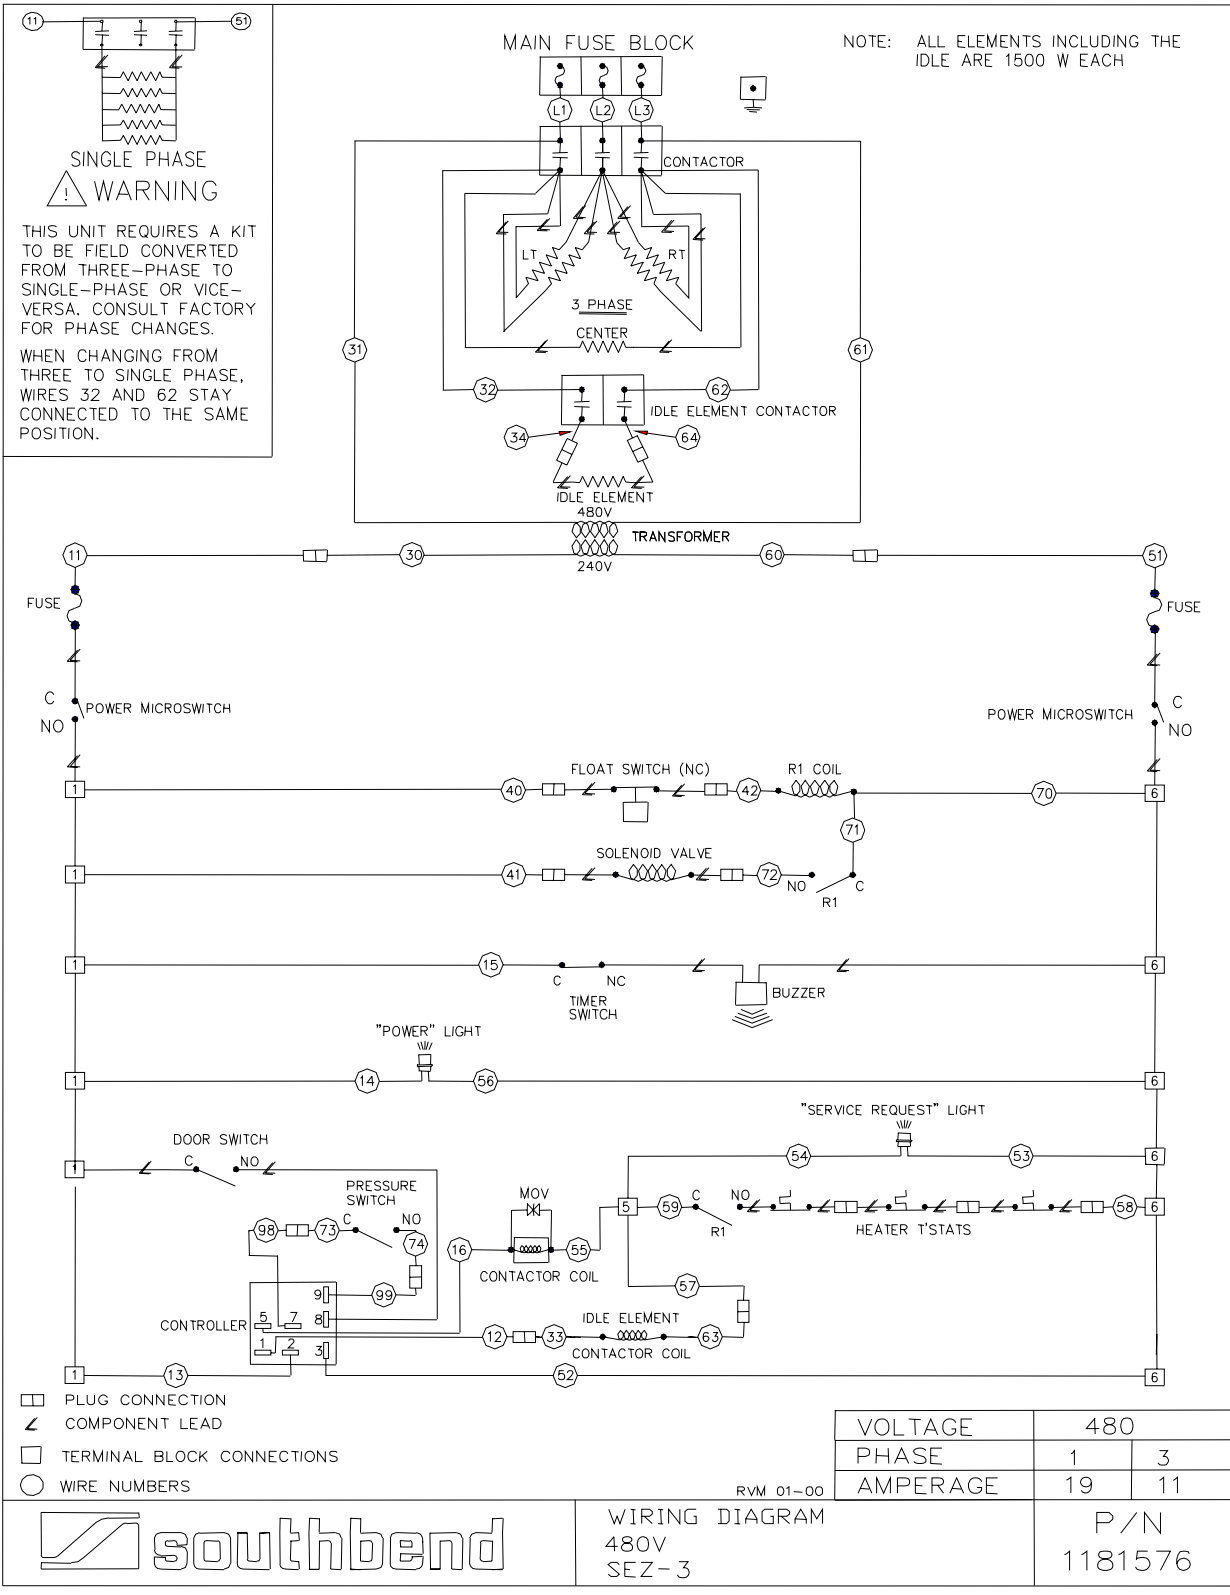 11
51
SINGLE PHASE
! WARNING
THIS UNIT REQUIRES A KIT
TO BE FIELD CONVERTED
FROM THREE-PHASE TO
SINGLE-PHASE OR VICE-
VERSA. CONSULT FACTORY
FOR PHASE CHANGES.
WHEN CHANGING FROM
THREE TO SINGLE PHASE,
WIRES 32 AND 62 STAY
CONNECTED TO THE SAME
POSITION.
MAIN FUSE BLOCK
NOTE: ALL ELEMENTS INCLUDING THE
IDLE ARE 1500 W EACH
L1
L2
L3
CONTACTOR
LT
RT
3 PHASE
CENTER
31
61
32
62
IDLE ELEMENT CONTACTOR
34
64
IDLE ELEMENT
480V
TRANSFORMER
240V
11
30
60
51
FUSE
FUSE
C
NO
POWER MICROSWITCH
POWER MICROSWITCH
C
NO
FLOAT SWITCH (NC)
R1 COIL
1
40
42
70
6
71
SOLENOID VALVE
1
41
72
NO
C
R1
1
15
C
NC
TIMER
SWITCH
BUZZER
6
"POWER" LIGHT
1
14
56
6
"SERVICE REQUEST" LIGHT
DOOR SWITCH
1
C
NO
54
53
6
PRESSURE
SWITCH
MOV
98
73
C
NO
74
16
55
CONTACTOR COIL
5
59
C
NO
R1
HEATER T'STATS
58
6
9
99
57
CONTROLLER
5
7
8
1
2
3
IDLE ELEMENT
12
33
63
CONTACTOR COIL
1
13
52
6
PLUG CONNECTION
COMPONENT LEAD
TERMINAL BLOCK CONNECTIONS
WIRE NUMBERS
RVM 01-00
VOLTAGE 480
PHASE 1 3
AMPERAGE 19 11
southbend
WIRING DIAGRAM
480V
SEZ-3
P/N
1181576